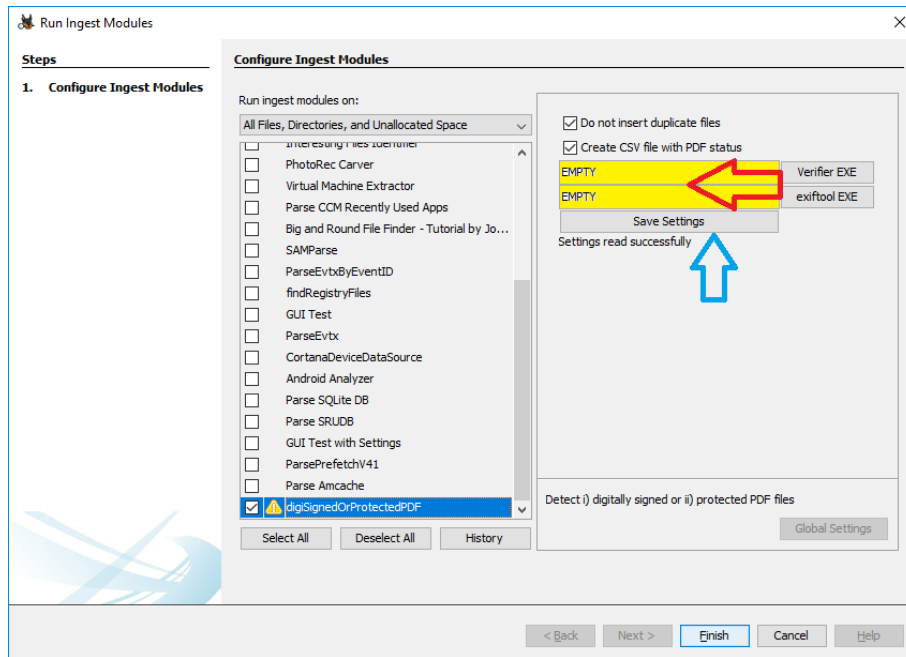 Run Ingest Modules
Steps
1. Configure Ingest Modules
Configure Ingest Modules
Run ingest modules on:
All Files, Directories, and Unallocated Space
Interesting Files Identifier
PhotoRec Carver
Virtual Machine Extractor
Parse CCM Recently Used Apps
Big and Round File Finder - Tutorial by Jo...
SAMParse
ParseEvtxByEventID
findRegistryFiles
GUI Test
ParseEvtx
CortanaDeviceDataSource
Android Analyzer
Parse SQLite DB
Parse SRUDB
GUI Test with Settings
ParsePrefetchV41
Parse Amcache
digiSignedOrProtectedPDF
Select All Deselect All History
Do not insert duplicate files
Create CSV file with PDF status
EMPTY Verifier EXE
EMPTY exiftool EXE
Save Settings
Settings read successfully
Detect i) digitally signed or ii) protected PDF files
Global Settings
< Back Next > Finish Cancel Help